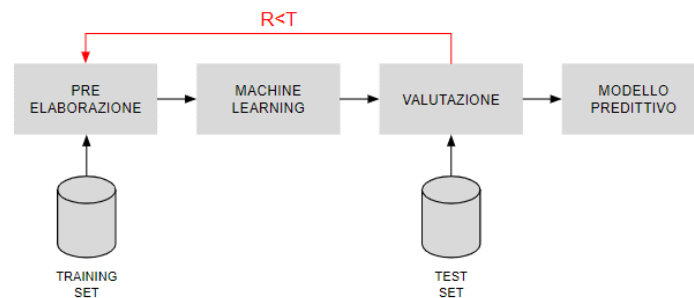 R<T
PRE
ELABORAZIONE
MACHINE
LEARNING
VALUTAZIONE
MODELLO
PREDITTIVO
TRAINING
SET
TEST
SET